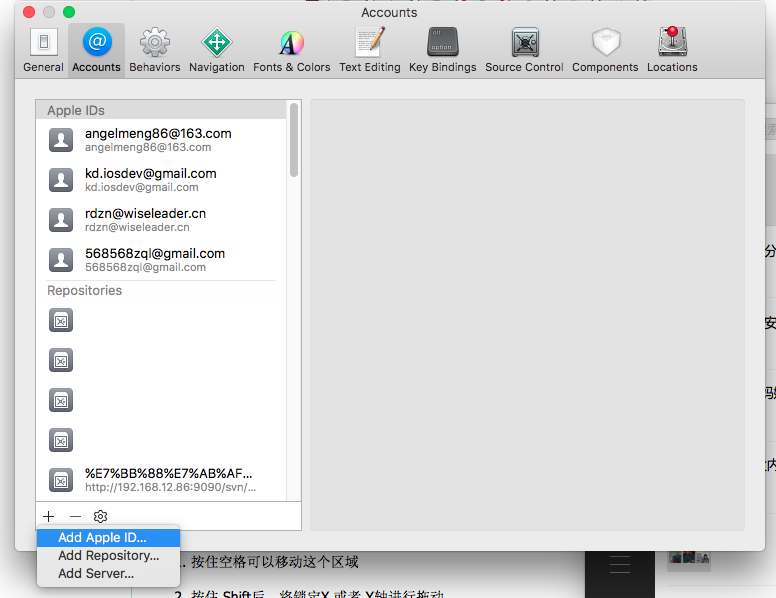 Accounts
General
Accounts
Behaviors
Navigation
Fonts & Colors
Text Editing
alt
option
Key Bindings
Source Control
Components
Locations
Apple IDs
angelmeng86@163.com
angelmeng86@163.com
kd.iosdev@gmail.com
kd.iosdev@gmail.com
rdzn@wiseleader.cn
rdzn@wiseleader.cn
568568zql@gmail.com
568568zql@gmail.com
Repositories
%E7%BB%88%E7%AB%AF...
http://192.168.12.86:9090/svn/...
Add Apple ID...
Add Repository...
Add Server...
分
安
内
. 按住空格可以移动这个区域
2. 按住 Shift后，将锁定X 或者 Y轴进行拖动